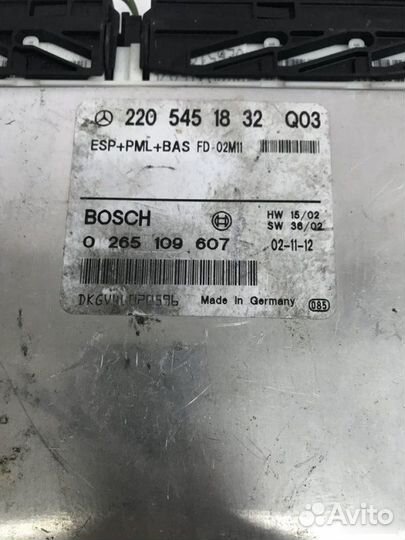 220 545 18 32 Q03
ESP+PML+BAS FD-02M11
BOSCH
HW 15/02
SW 36/02
0 265 109 607
02-11-12
Made In Germany
085
Avito